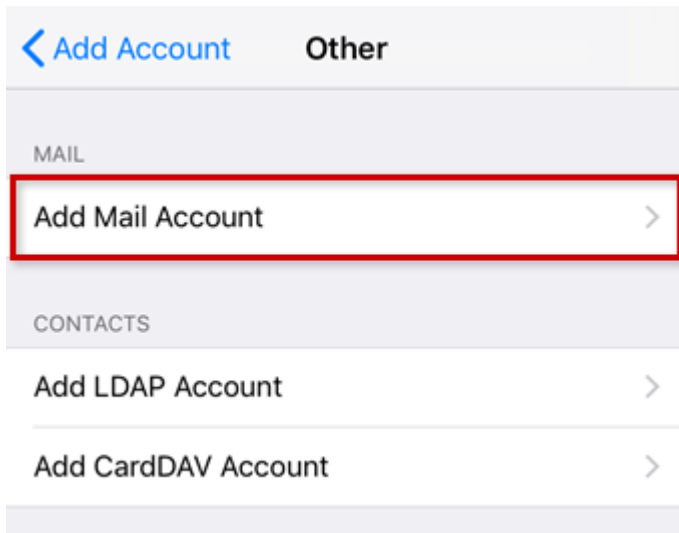 Add Account Other
MAIL
Add Mail Account
CONTACTS
Add LDAP Account
Add CardDAV Account